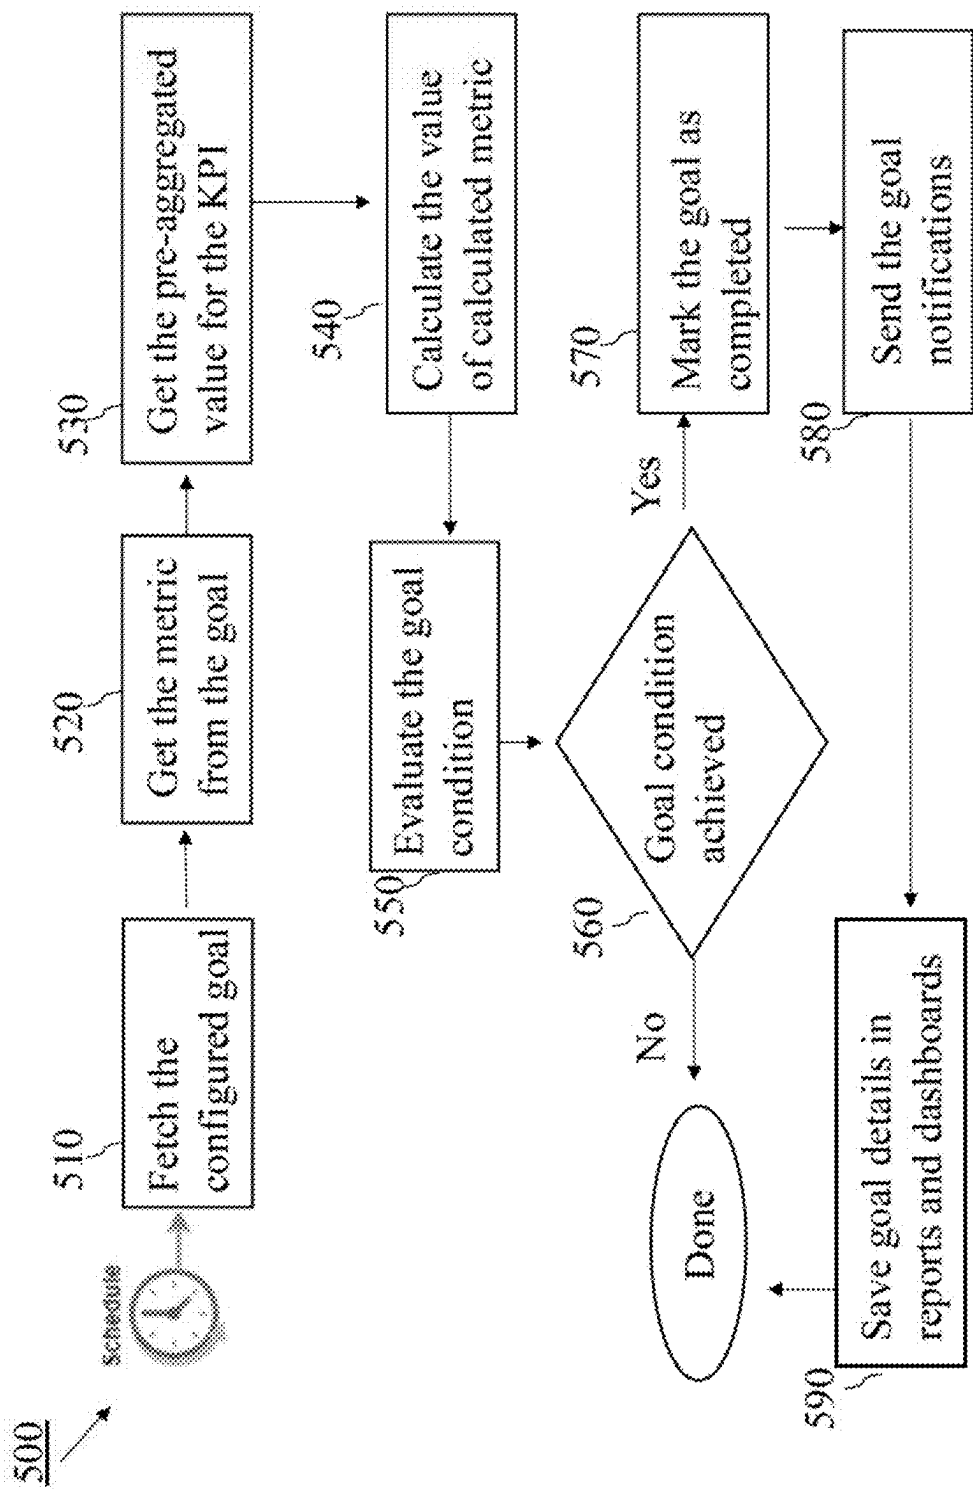 500
Schedule
510
Fetch the
configured goal
520
Get the metric
from the goal
530
Get the pre-aggregated
value for the KPI
540
Calculate the value
of calculated metric
550
Evaluate the goal
condition
560
Goal condition
achieved
No
Done
Yes
570
Mark the goal as
completed
580
Send the goal
notifications
590
Save goal details in
reports and dashboards